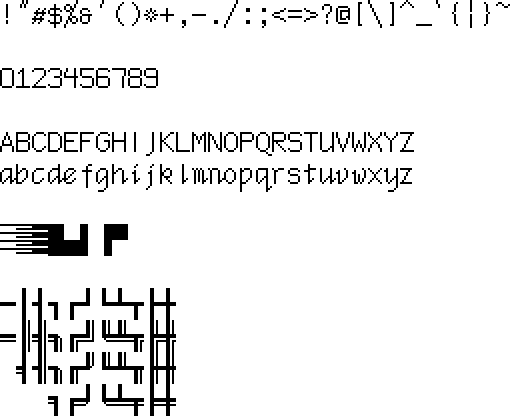 !"#$%&'()*+,-./:;<=>?@[\]^_`{¦}~
0123456789
ABCDEFGHIJKLMNOPQRSTUVWXYZ
abcdefghijklmnopqrstuvwxyz